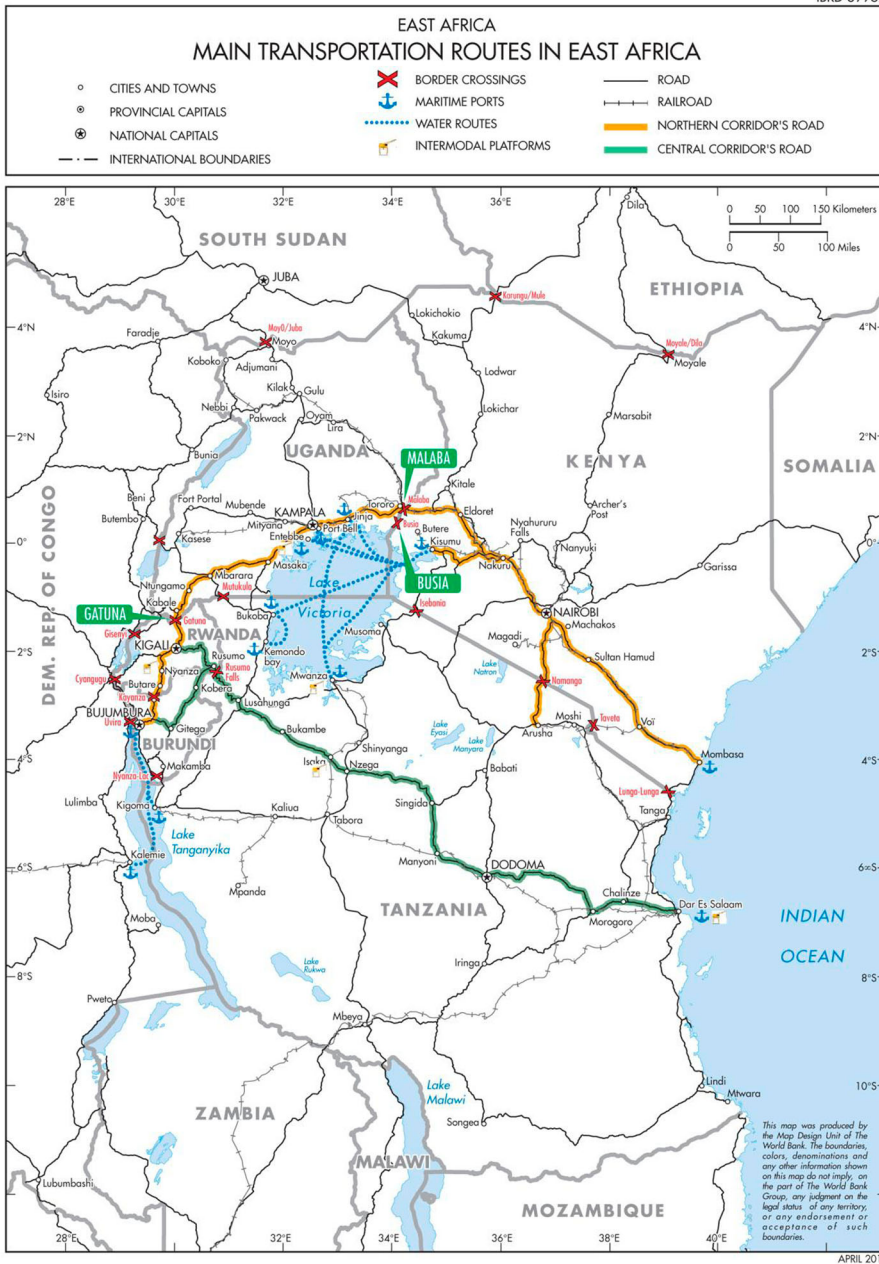 EAST AFRICA
MAIN TRANSPORTATION ROUTES IN EAST AFRICA
CITIES AND TOWNS
PROVINCIAL CAPITALS
NATIONAL CAPITALS
INTERNATIONAL BOUNDARIES
BORDER CROSSINGS
MARITIME PORTS
WATER ROUTES
INTERMODAL PLATFORMS
ROAD
RAILROAD
NORTHERN CORRIDOR'S ROAD
CENTRAL CORRIDOR'S ROAD
28°E 30°E 32°E 34°E 36°E
Dila
0 50 100 150 Kilometers
0 50 100 Miles
SOUTH SUDAN
JUBA
Karungu/Mule
ETHIOPIA
Lokichokio
4°N 4°N
Faradje
Moyo
Kakuma
Moyale/Dila
Moyale
Koboko
Adjumani
Lodwar
Isiro
Kilak
Gulu
Nebbi
Pakwack
Oyam
Lokichar
Marsabit
Lira
2°N 2°N
UGANDA
MALABA
KENYA
SOMALIA
Bunia
Kitale
Beni
Fort Portal
Mubende
KAMPALA
Tororo
Malaba
Archer's
Post
Butembo
Mityana
Jinja
Busia
Eldoret
Port Bell
Butere
Nyahururu
Falls
Entebbe
Kisumu
0° 0°
Kasese
Nanyuki
Masaka
Nakuru
Garissa
Mbarara
Lake
Victoria
BUSIA
Ntungamo
Mutukula
Kabale
Isebania
GATUNA
Gatuna
Bukoba
NAIROBI
Machakos
Gisenyi
RWANDA
Musoma
Magadi
KIGALI
Kemondo
bay
2°S 2°S
DEM. REP. OF CONGO
Rusumo
Rusumo
Falls
Lake
Natron
Sultan Hamud
Nyanza
Mwanza
Cyangugu
Butare
Kobera
Namanga
Kayanza
Lusahunga
BUJUMBURA
Uvira
Gitega
Bukambe
Lake
Eyasi
Lake
Manyara
Arusha
Moshi
Taveta
Voï
BURUNDI
Shinyanga
Mombasa
4°S 4°S
Makamba
Isaka
Nzega
Babati
Nyanza-Lac
Lunga-Lunga
Lulimba
Kigoma
Kaliua
Tabora
Singida
Tanga
Lake
Tanganyika
Kalemie
Manyoni
DODOMA
6°S
Mpanda
Chalinze
Dar Es Salaam
TANZANIA
Morogoro
INDIAN
OCEAN
Moba
Iringa
Lake
Rukwa
8°S 8°S
Pweto
Mbeya
Lindi
10°S
Lake
Malawi
Mtwara
ZAMBIA
Songea
MALAWI
Lubumbashi
MOZAMBIQUE
This map was produced by
the Map Design Unit of The
World Bank. The boundaries,
colors, denominations and
any other information shown
on this map do not imply, on
the part of The World Bank
Group, any judgment on the
legal status of any territory,
or any endorsement or
acceptance of such
boundaries.
28°E 32°E 34°E 36°E 38°E 40°E
APRIL